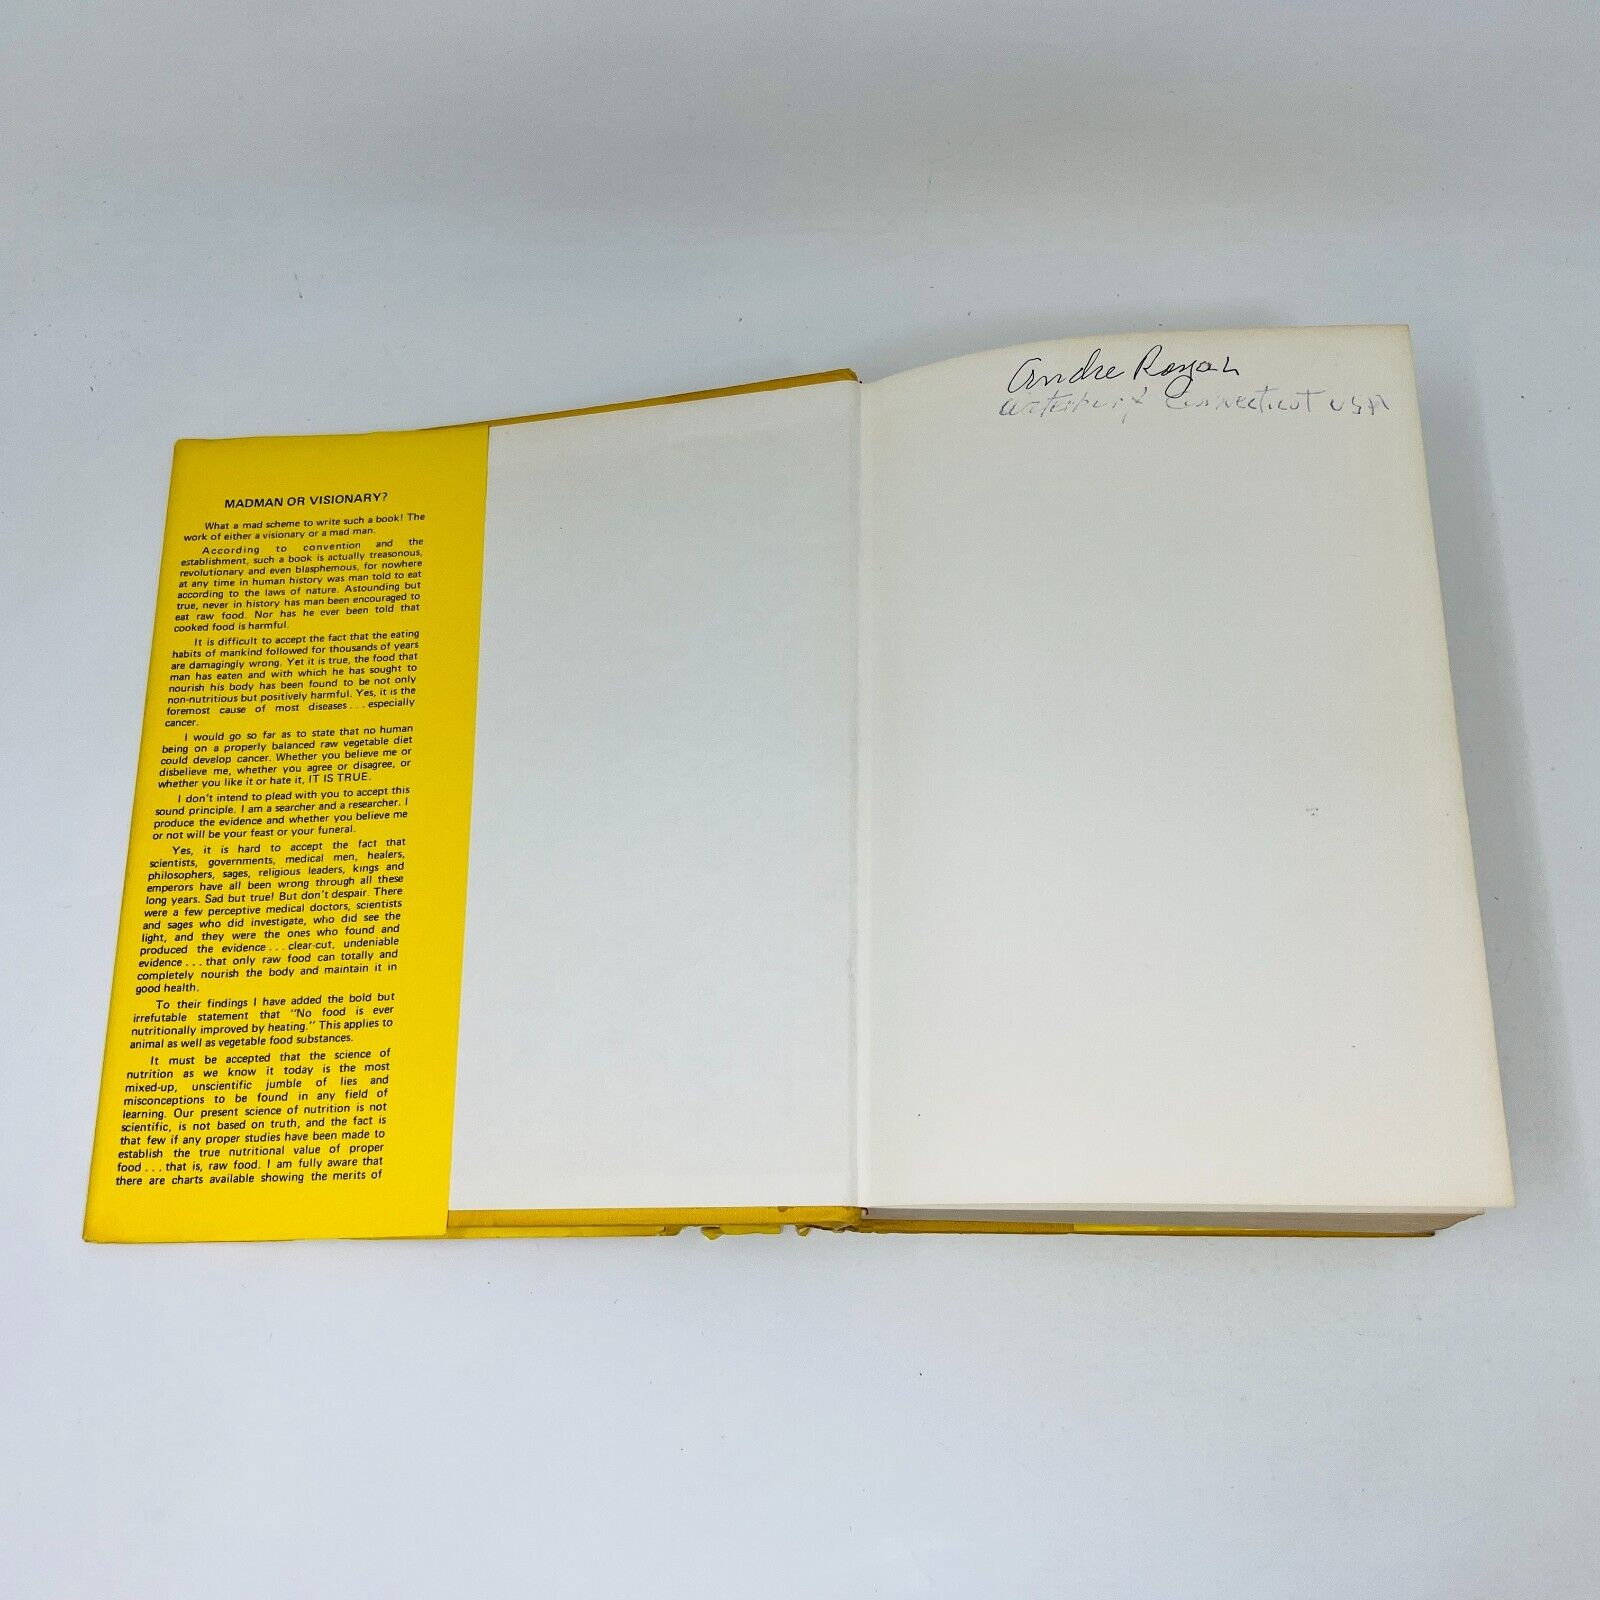 MADMAN OR VISIONARY?
What a mad scheme to write such a book! The
work of either a visionary or a mad man.
According to convention and the
establishment, such a book is actually treasonous,
revolutionary and even blasphemous, for nowhere
at any time in human history was man told to eat
according to the laws of nature. Astounding but
true, never in history has man been encouraged to
eat raw food. Nor has he ever been told that
cooked food is harmful.
It is difficult to accept the fact that the eating
habits of mankind followed for thousands of years
are damagingly wrong. Yet it is true, the food that
man has eaten and with which he has sought to
nourish his body has been found to be not only
non-nutritious but positively harmful. Yes, it is the
foremost cause of most diseases . . . especially
cancer.
I would go so far as to state that no human
being on a properly balanced raw vegetable diet
could develop cancer. Whether you believe me or
disbelieve me, whether you agree or disagree, or
whether you like it or hate it, IT IS TRUE.
I don't intend to plead with you to accept this
sound principle. I am a searcher and a researcher. I
produce the evidence and whether you believe me
or not will be your feast or your funeral.
Yes, it is hard to accept the fact that
scientists, governments, medical men, healers,
philosophers, sages, religious leaders, kings and
emperors have all been wrong through all these
long years. Sad but true! But don't despair. There
were a few perceptive medical doctors, scientists
and sages who did investigate, who did see the
light, and they were the ones who found and
produced the evidence . . . clear-cut, undeniable
evidence . . . that only raw food can totally and
completely nourish the body and maintain it in
good health.
To their findings I have added the bold but
irrefutable statement that "No food is ever
nutritionally improved by heating." This applies to
animal as well as vegetable food substances.
It must be accepted that the science of
nutrition as we know it today is the most
mixed-up, unscientific jumble of lies and
misconceptions to be found in any field of
learning. Our present science of nutrition is not
scientific, is not based on truth, and the fact is
that few if any proper studies have been made to
establish the true nutritional value of proper
food . . . that is, raw food. I am fully aware that
there are charts available showing the merits of
Andre
Connecticut USA